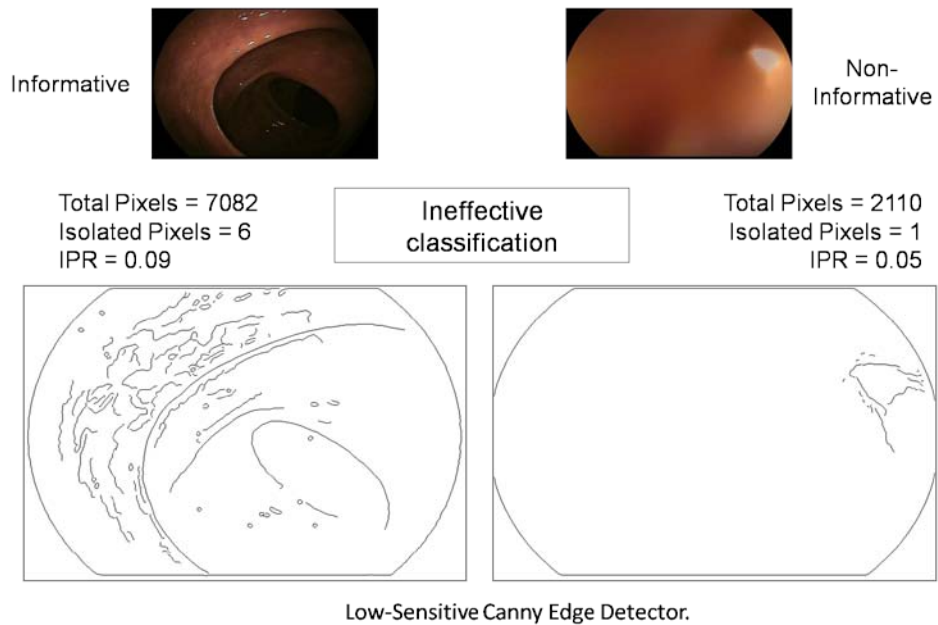 Informative
Non-
Informative
Total Pixels = 7082
Isolated Pixels = 6
IPR = 0.09
Ineffective
classification
Total Pixels = 2110
Isolated Pixels = 1
IPR = 0.05
Low-Sensitive Canny Edge Detector.